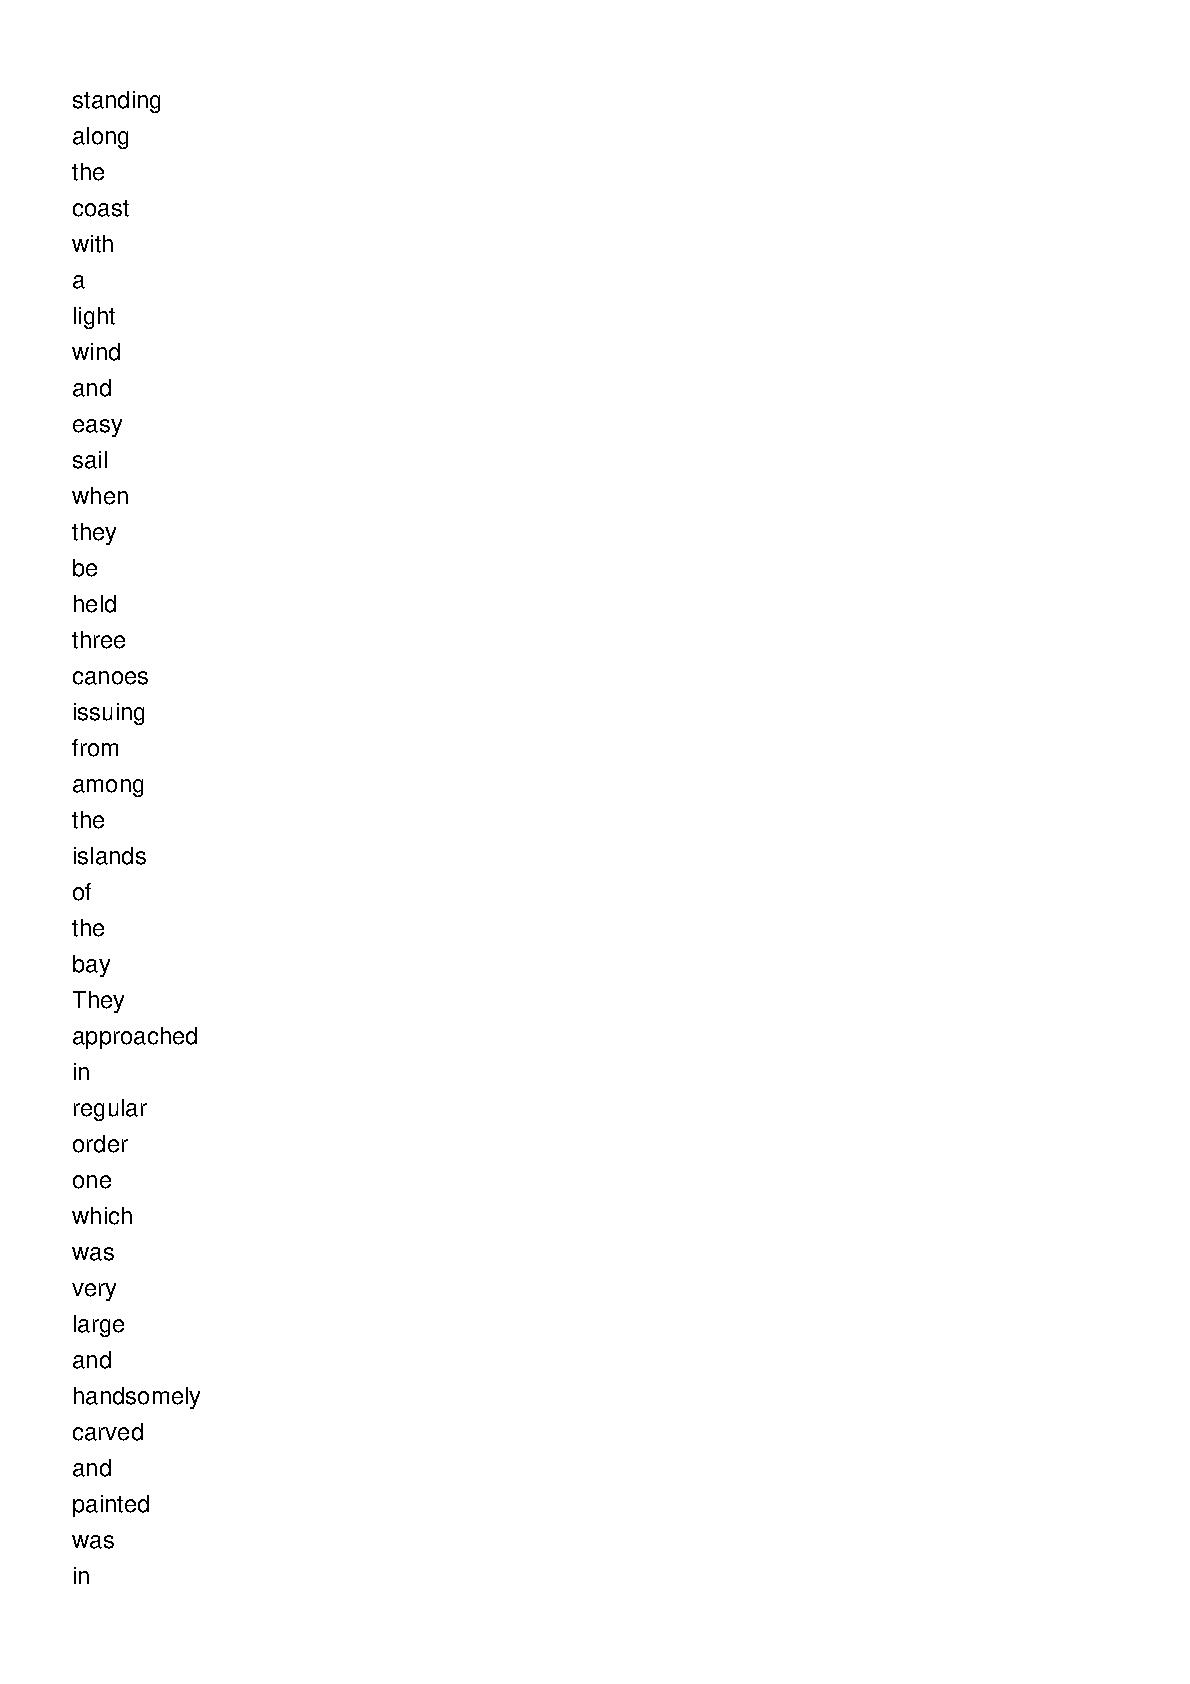 standing
along
the
coast
with
a
light
wind
and
easy
sail
when
they
be
held
three
canoes
issuing
from
among
the
islands
of
the
bay
They
approached
in
regular
order
one
which
was
very
large
and
handsomely
carved
and
painted
was
in